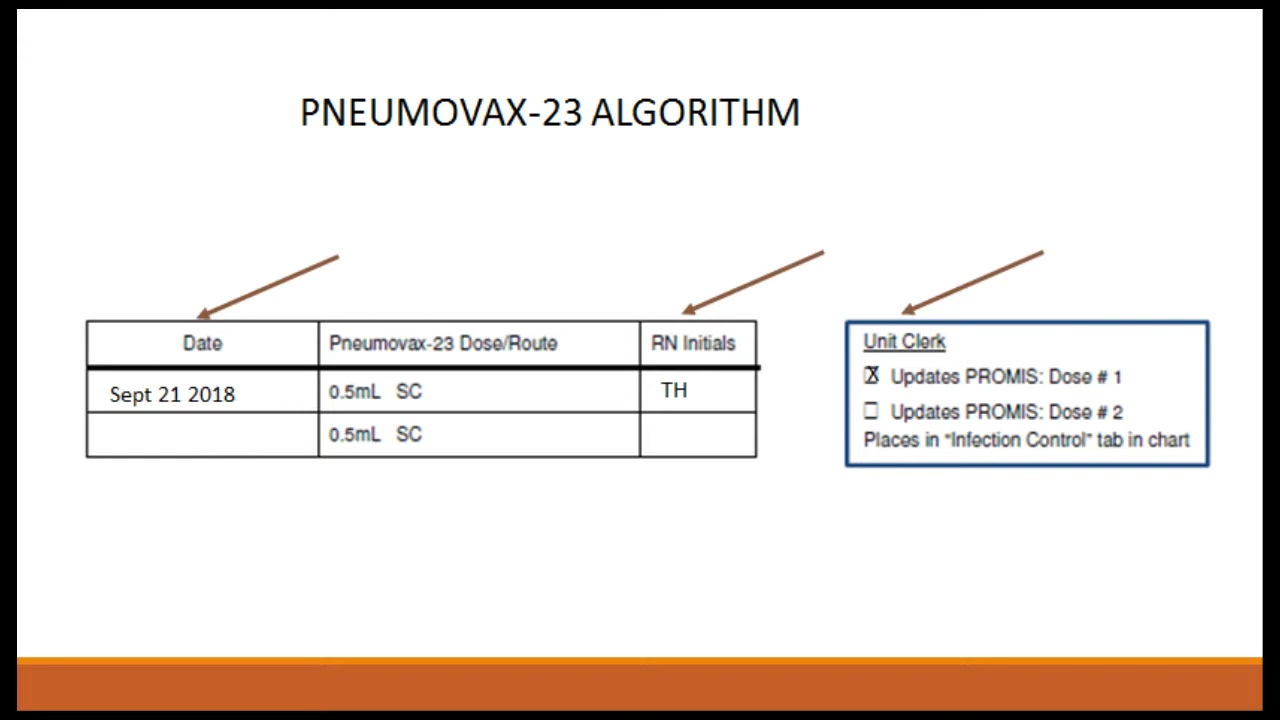 PNEUMOVAX-23 ALGORITHM
Date Pneumovax-23 Dose/Route RN Initials
Sept 21 2018 0.5mL SC TH
0.5mL SC
Unit Clerk
☒ Updates PROMIS: Dose # 1
☐ Updates PROMIS: Dose # 2
Places in “Infection Control” tab in chart